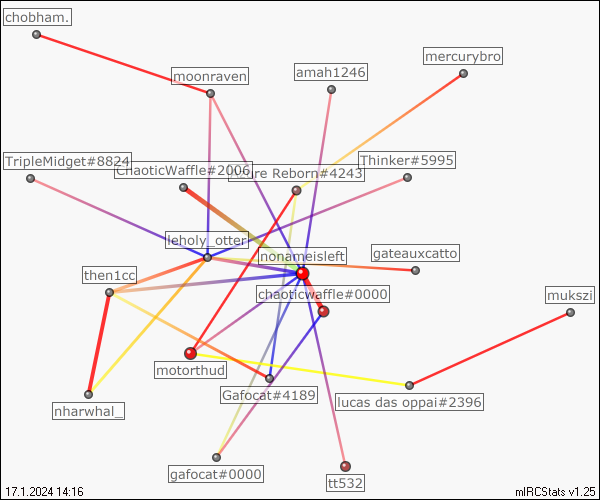 chobham.
moonraven
amah1246
mercurybro
TripleMidget#8824
ChaoticWaffle#2006
Reborn#4243
Thinker#5995
leholy_otter
nonameisleft
gateauxcatto
then1cc
chaoticwaffle#0000
mukszi
motorthud
Gafocat#4189
lucas das oppai#2396
nharwhal_
gafocat#0000
tt532
17.1.2024 14:16
mIRCStats v1.25